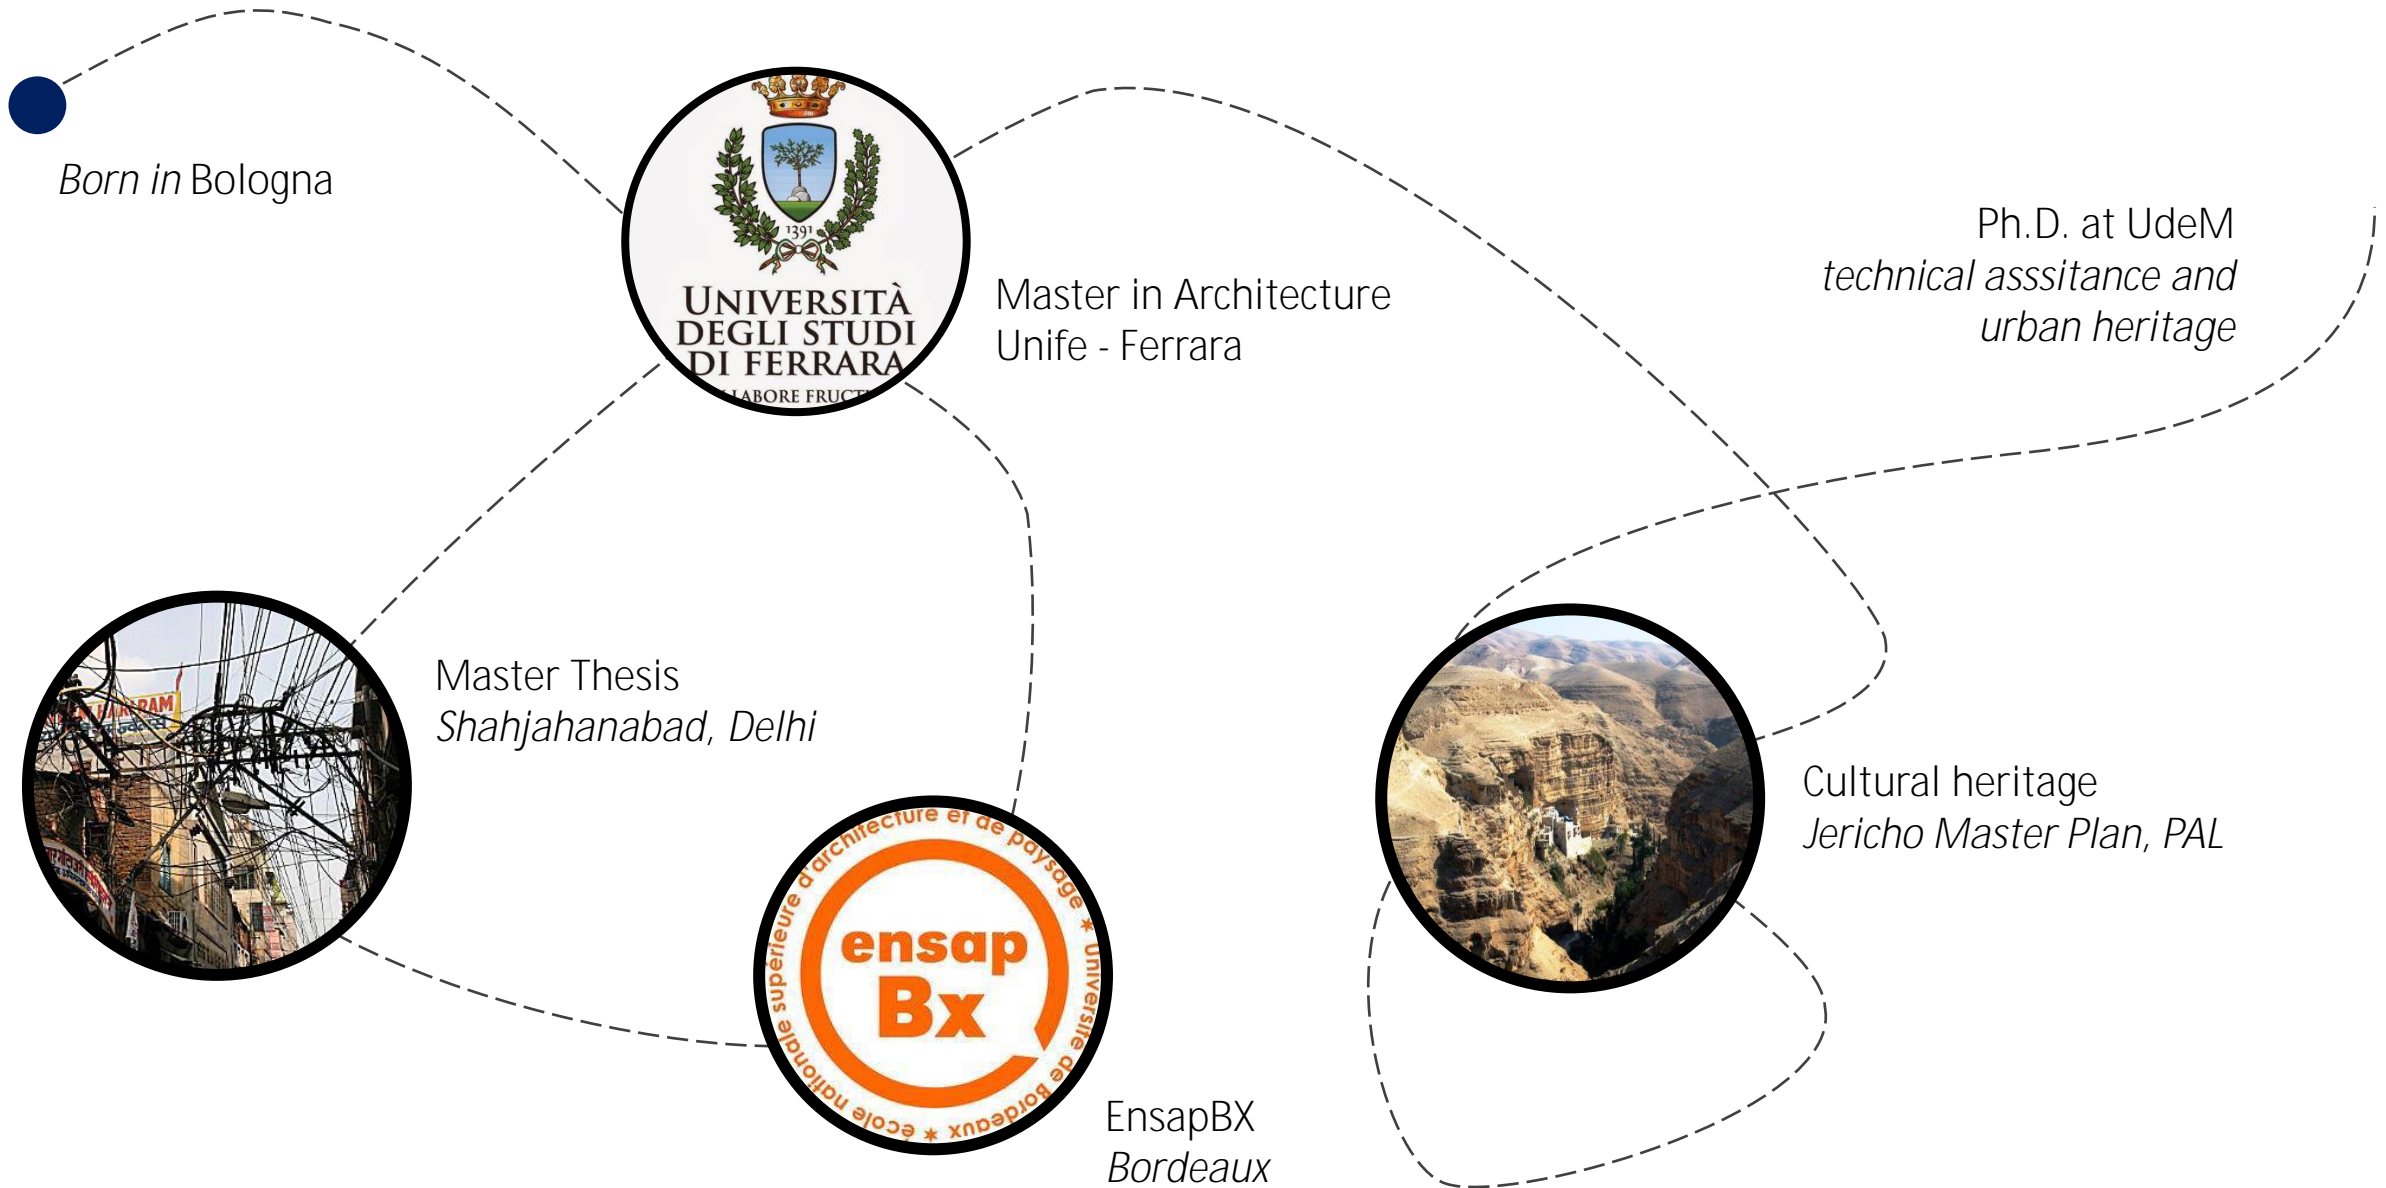 Born in Bologna
1391
UNIVERSITÀ
DEGLI STUDI
DI FERRARA
LABORE FRUCT
Master in Architecture
Unife - Ferrara
Ph.D. at UdeM
technical asssitance and
urban heritage
Master Thesis
Shahjahanabad, Delhi
école nationale supérieure d'architecture et de paysage * université de Bordeaux *
ensap
Bx
EnsapBX
Bordeaux
Cultural heritage
Jericho Master Plan, PAL